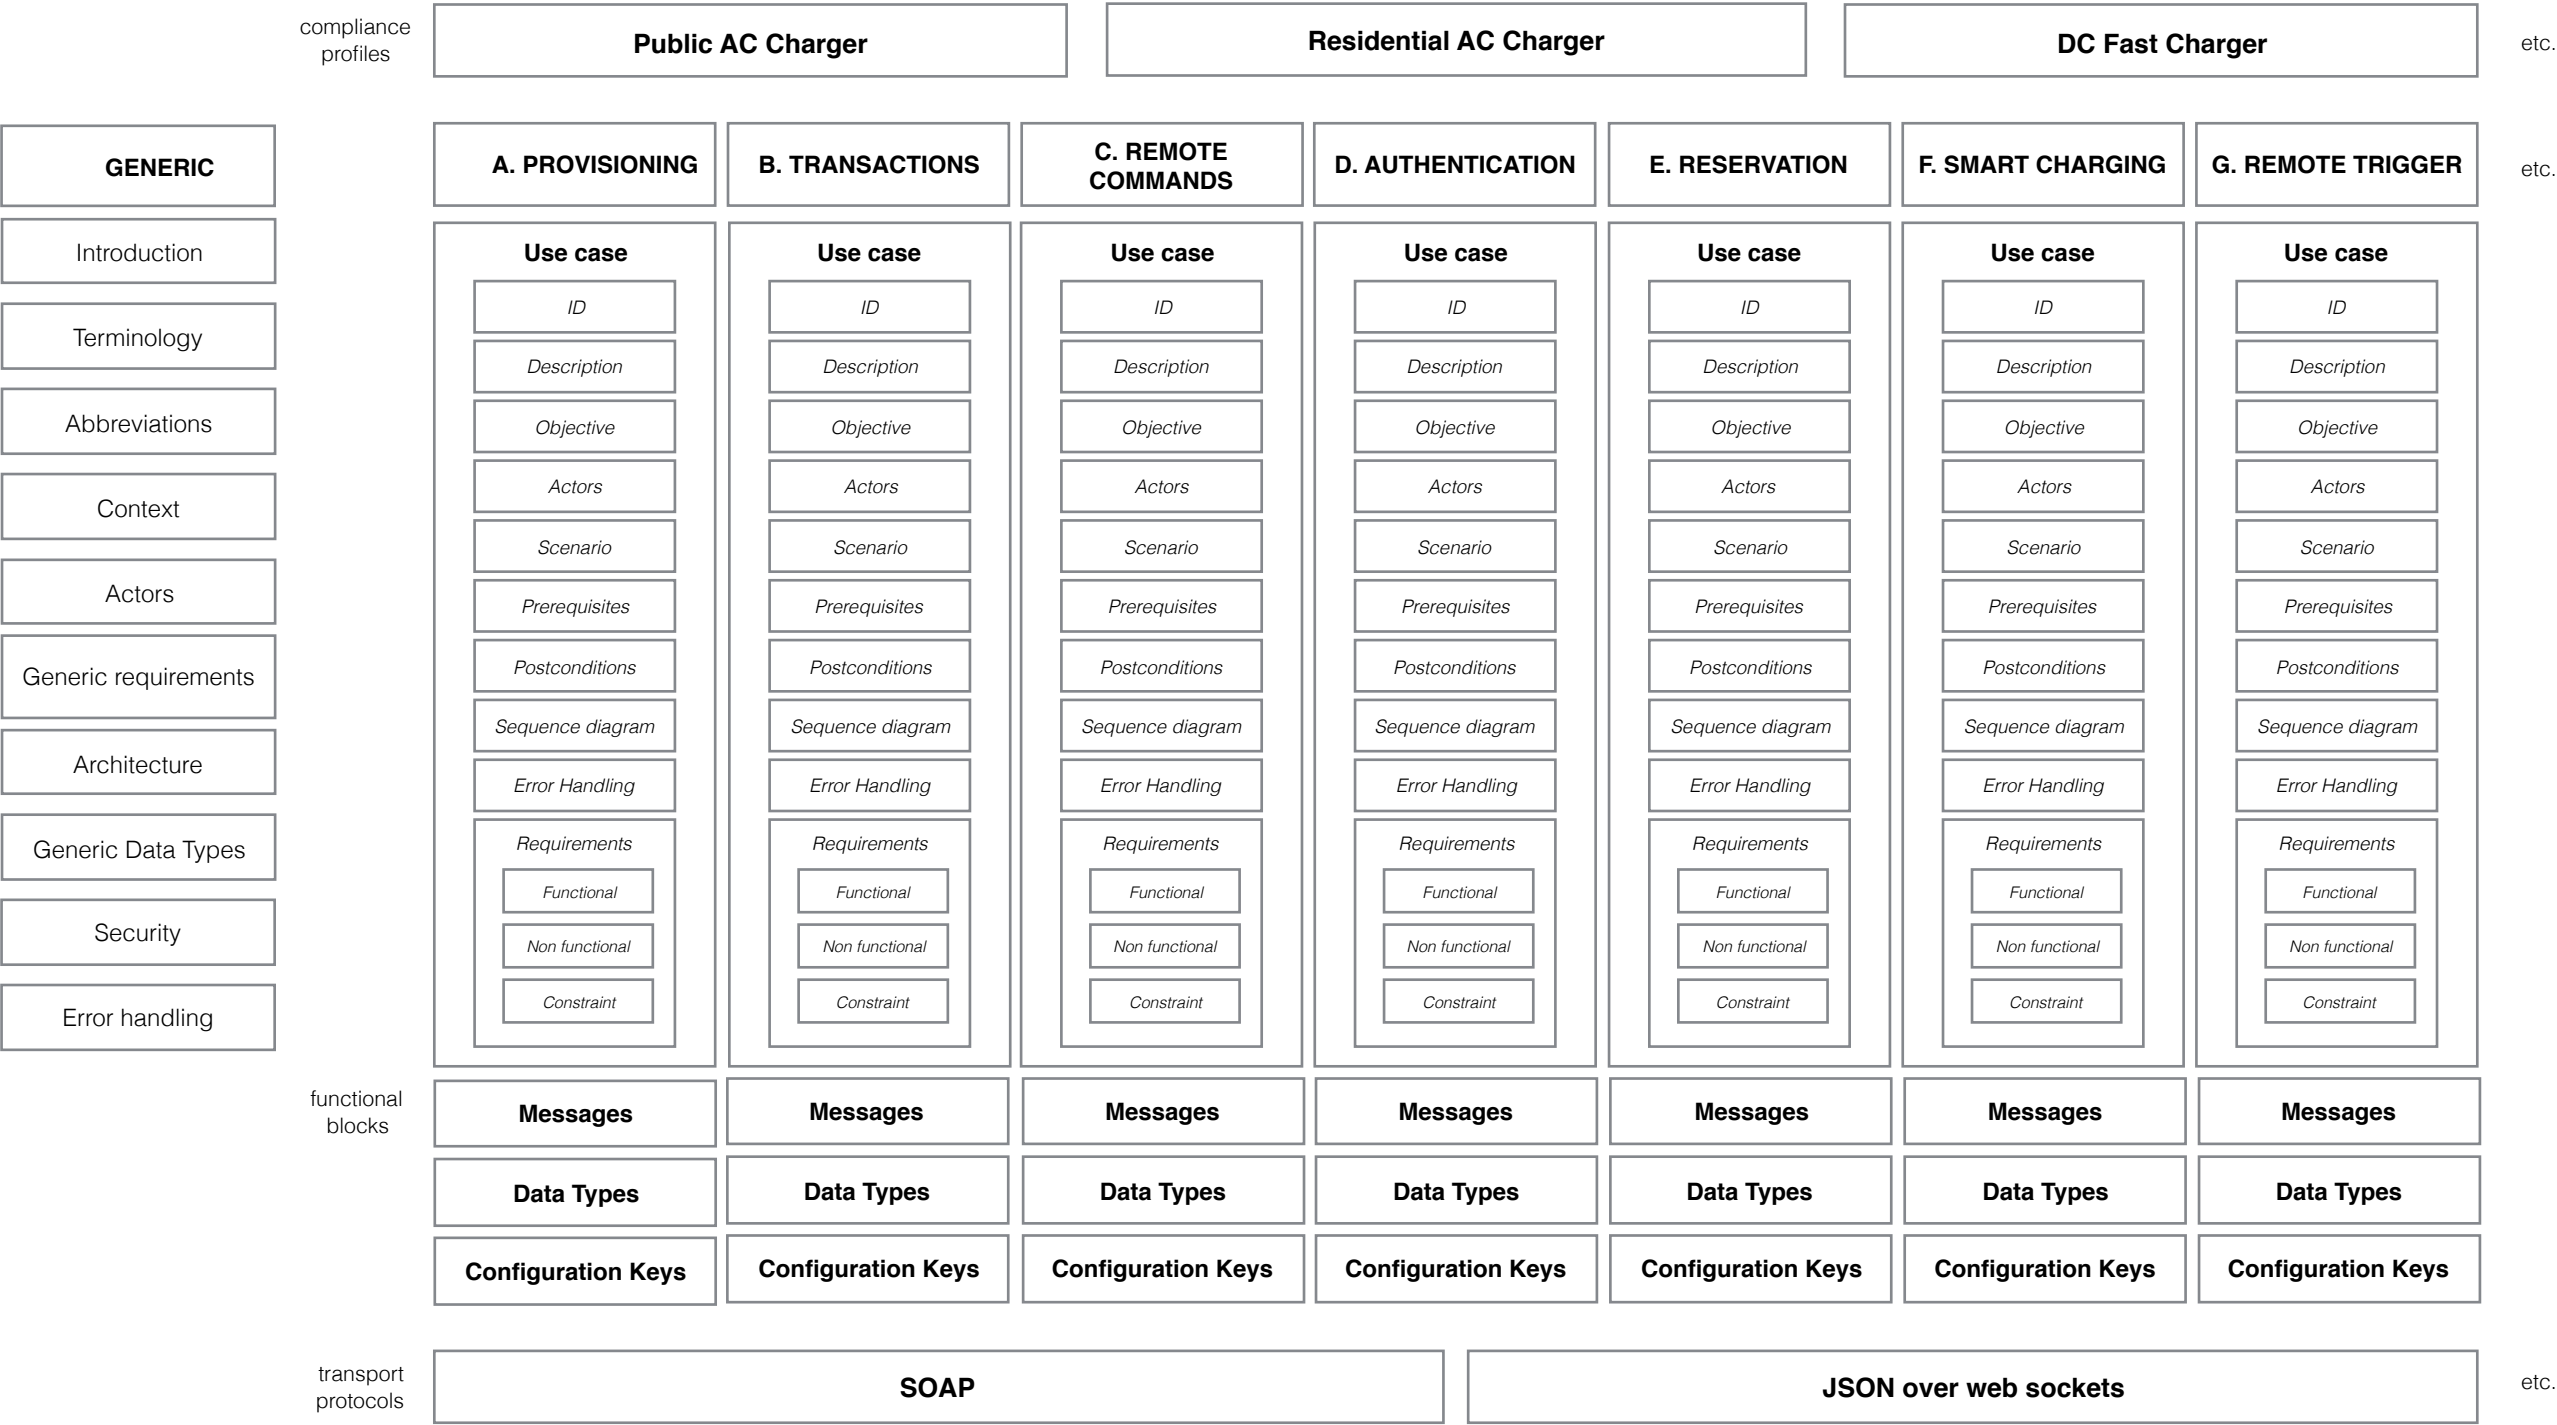 compliance
profiles
Public AC Charger
Residential AC Charger
DC Fast Charger
etc.
GENERIC
Introduction
Terminology
Abbreviations
Context
Actors
Generic requirements
Architecture
Generic Data Types
Security
Error handling
A. PROVISIONING
B. TRANSACTIONS
C. REMOTE
COMMANDS
D. AUTHENTICATION
E. RESERVATION
F. SMART CHARGING
G. REMOTE TRIGGER
etc.
Use case
ID
Description
Objective
Actors
Scenario
Prerequisites
Postconditions
Sequence diagram
Error Handling
Requirements
Functional
Non functional
Constraint
Use case
ID
Description
Objective
Actors
Scenario
Prerequisites
Postconditions
Sequence diagram
Error Handling
Requirements
Functional
Non functional
Constraint
Use case
ID
Description
Objective
Actors
Scenario
Prerequisites
Postconditions
Sequence diagram
Error Handling
Requirements
Functional
Non functional
Constraint
Use case
ID
Description
Objective
Actors
Scenario
Prerequisites
Postconditions
Sequence diagram
Error Handling
Requirements
Functional
Non functional
Constraint
Use case
ID
Description
Objective
Actors
Scenario
Prerequisites
Postconditions
Sequence diagram
Error Handling
Requirements
Functional
Non functional
Constraint
Use case
ID
Description
Objective
Actors
Scenario
Prerequisites
Postconditions
Sequence diagram
Error Handling
Requirements
Functional
Non functional
Constraint
Use case
ID
Description
Objective
Actors
Scenario
Prerequisites
Postconditions
Sequence diagram
Error Handling
Requirements
Functional
Non functional
Constraint
functional
blocks
Messages
Messages
Messages
Messages
Messages
Messages
Messages
Data Types
Data Types
Data Types
Data Types
Data Types
Data Types
Data Types
Configuration Keys
Configuration Keys
Configuration Keys
Configuration Keys
Configuration Keys
Configuration Keys
Configuration Keys
transport
protocols
SOAP
JSON over web sockets
etc.